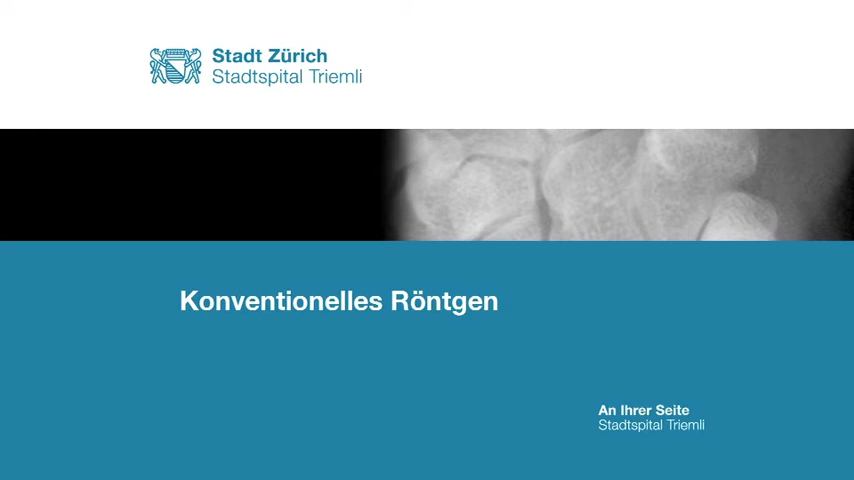 Stadt Zürich
Stadtspital Triemli
Konventionelles Röntgen
An Ihrer Seite
Stadtspital Triemli